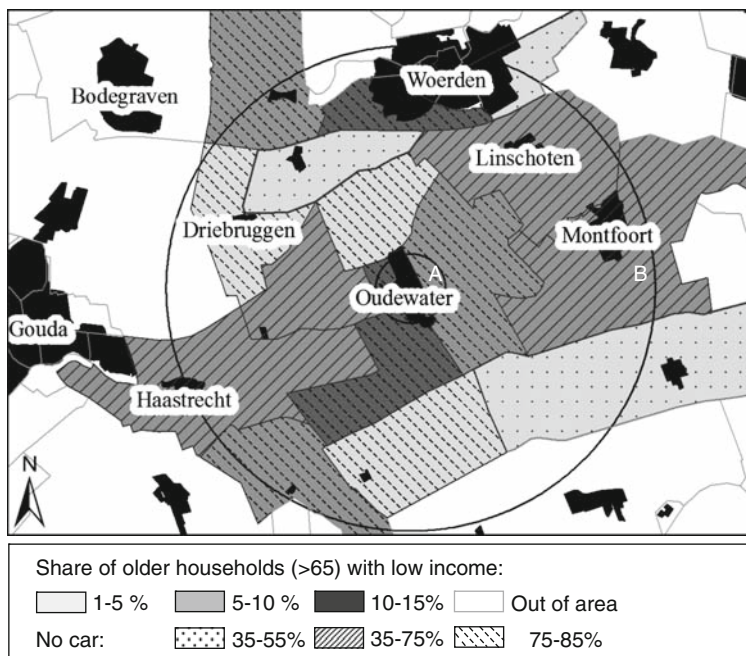 Woerden
Bodegraven
Linschoten
Driebruggen
Montfoort
A
B
Oudewater
Gouda
Haastrecht
N
Share of older households (>65) with low income:
1-5 % 5-10 % 10-15% Out of area
No car: 35-55% 35-75% 75-85%